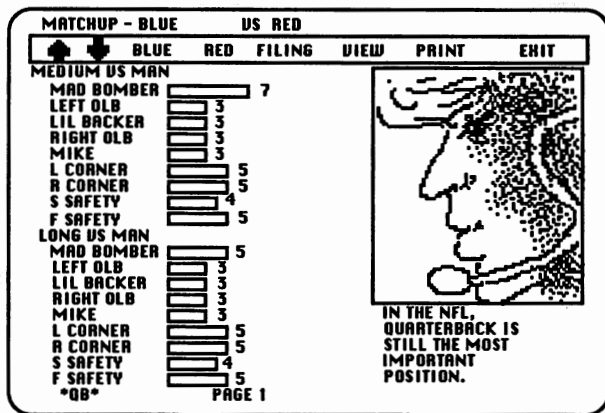 MATCHUP - BLUE VS RED
BLUE RED FILING VIEW PRINT EXIT
MEDIUM VS MAN
MAD BOMBER 7
LEFT OLB 3
LIL BACKER 3
RIGHT OLB 3
MIKE 3
L CORNER 5
R CORNER 5
S SAFETY 4
F SAFETY 5
LONG VS MAN
MAD BOMBER 5
LEFT OLB 3
LIL BACKER 3
RIGHT OLB 3
MIKE 3
L CORNER 5
R CORNER 5
S SAFETY 4
F SAFETY 5
*QB* PAGE 1
IN THE NFL,
QUARTERBACK IS
STILL THE MOST
IMPORTANT
POSITION.